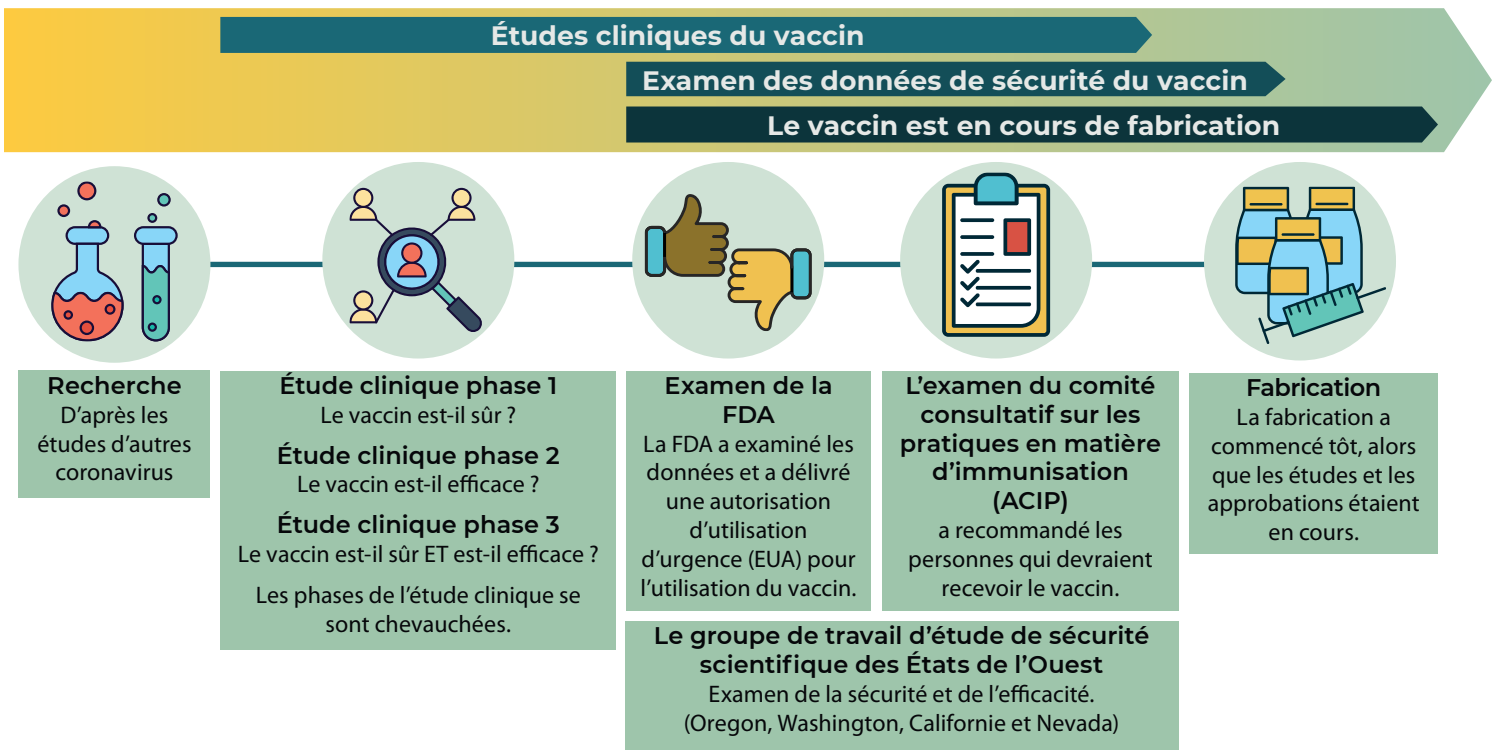 Études cliniques du vaccin
Examen des données de sécurité du vaccin
Le vaccin est en cours de fabrication
Recherche
D'après les
études d'autres
coronavirus
Étude clinique phase 1
Le vaccin est-il sûr ?
Étude clinique phase 2
Le vaccin est-il efficace ?
Étude clinique phase 3
Le vaccin est-il sûr ET est-il efficace ?
Les phases de l'étude clinique se
sont chevauchées.
Examen de la
FDA
La FDA a examiné les
données et a délivré
une autorisation
d'utilisation
d'urgence (EUA) pour
l'utilisation du vaccin.
L'examen du comité
consultatif sur les
pratiques en matière
d'immunisation
(ACIP)
a recommandé les
personnes qui devraient
recevoir le vaccin.
Fabrication
La fabrication a
commencé tôt, alors
que les études et les
approbations étaient
en cours.
Le groupe de travail d'étude de sécurité
scientifique des États de l'Ouest
Examen de la sécurité et de l'efficacité.
(Oregon, Washington, Californie et Nevada)